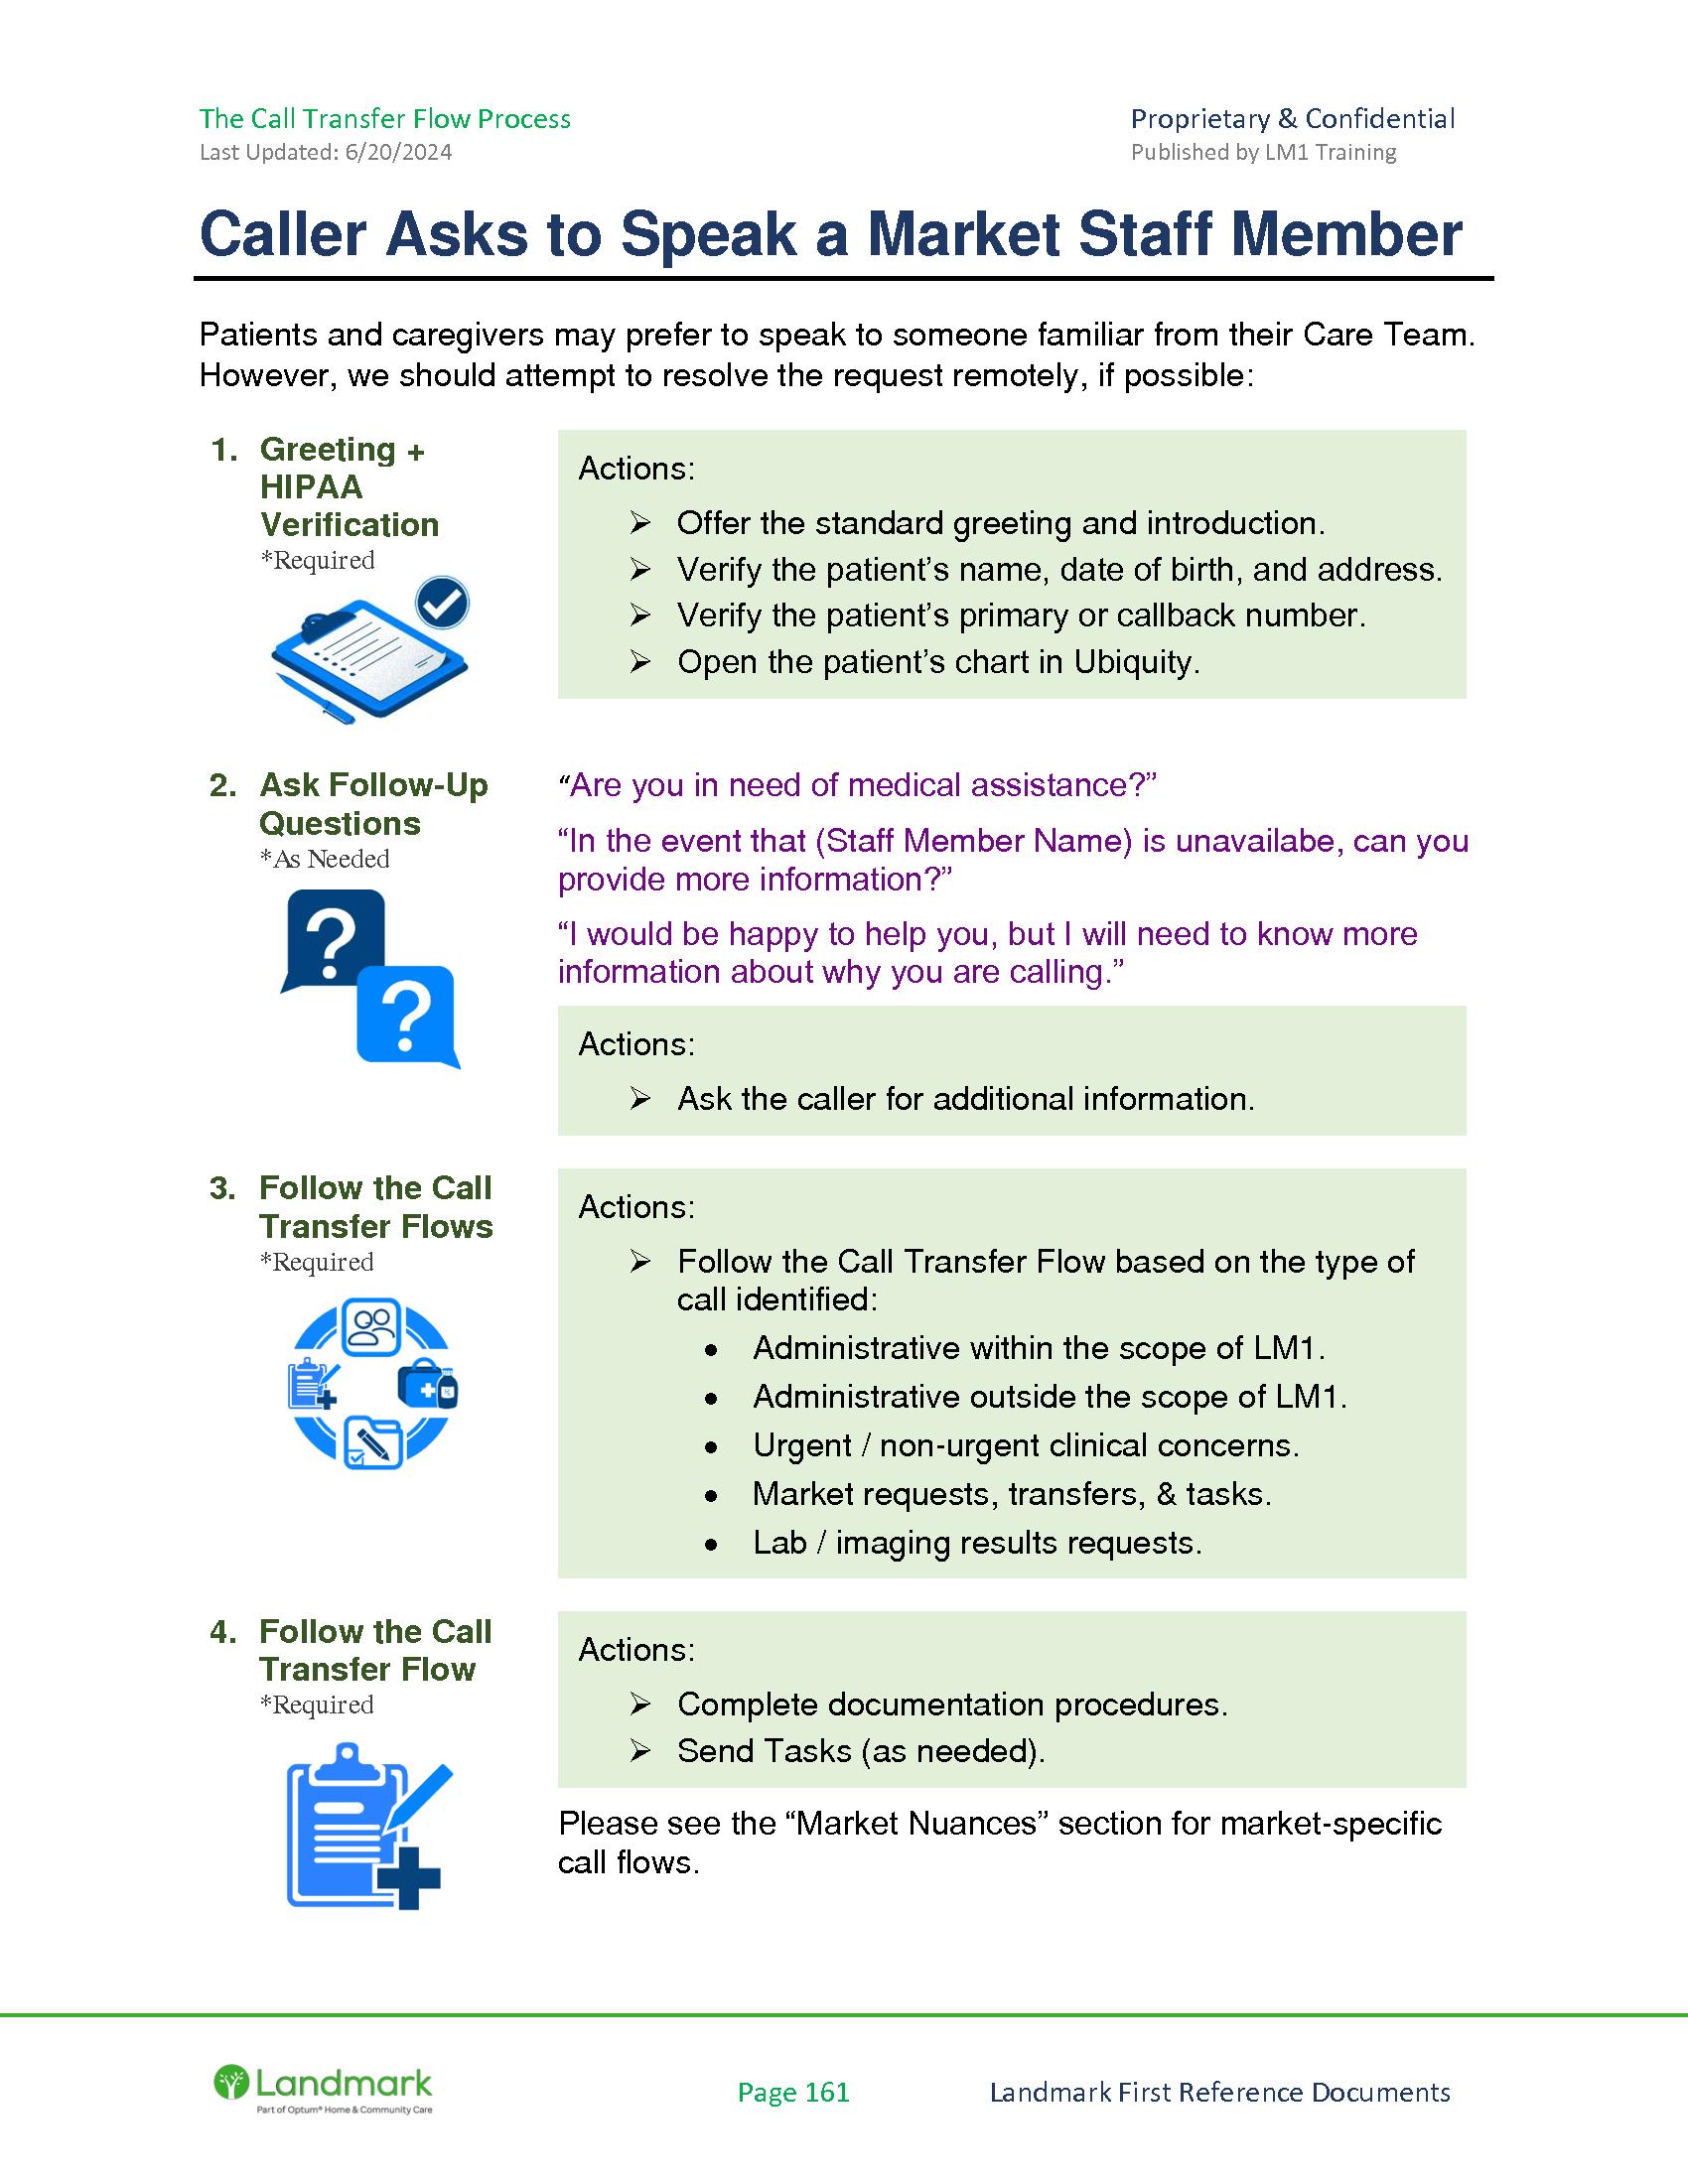 The Call Transfer Flow Process
Proprietary & Confidential
Last Updated: 6/20/2024
Published by LM1 Training
Caller Asks to Speak a Market Staff Member
Patients and caregivers may prefer to speak to someone familiar from their Care Team.
However, we should attempt to resolve the request remotely, if possible:
1. Greeting +
HIPAA
Verification
*Required
Actions:
➢ Offer the standard greeting and introduction.
➢ Verify the patient’s name, date of birth, and address.
➢ Verify the patient’s primary or callback number.
➢ Open the patient’s chart in Ubiquity.
2. Ask Follow-Up
Questions
*As Needed
“Are you in need of medical assistance?”
“In the event that (Staff Member Name) is unavailabe, can you
provide more information?”
“I would be happy to help you, but I will need to know more
information about why you are calling.”
Actions:
➢ Ask the caller for additional information.
3. Follow the Call
Transfer Flows
*Required
Actions:
➢ Follow the Call Transfer Flow based on the type of
call identified:
• Administrative within the scope of LM1.
• Administrative outside the scope of LM1.
• Urgent / non-urgent clinical concerns.
• Market requests, transfers, & tasks.
• Lab / imaging results requests.
4. Follow the Call
Transfer Flow
*Required
Actions:
➢ Complete documentation procedures.
➢ Send Tasks (as needed).
Please see the “Market Nuances” section for market-specific
call flows.
Landmark
Part of Optum® Home & Community Care
Page 161
Landmark First Reference Documents